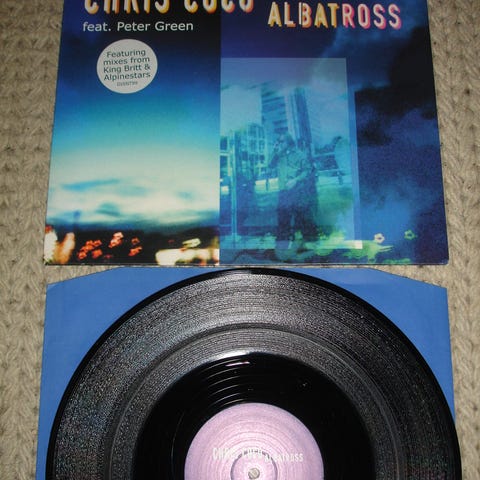 CHRIS COCO
ALBATROSS
feat. Peter Green
Featuring
mixes from
King Britt &
Alpinestars
CHRIS COCO ALBATROSS